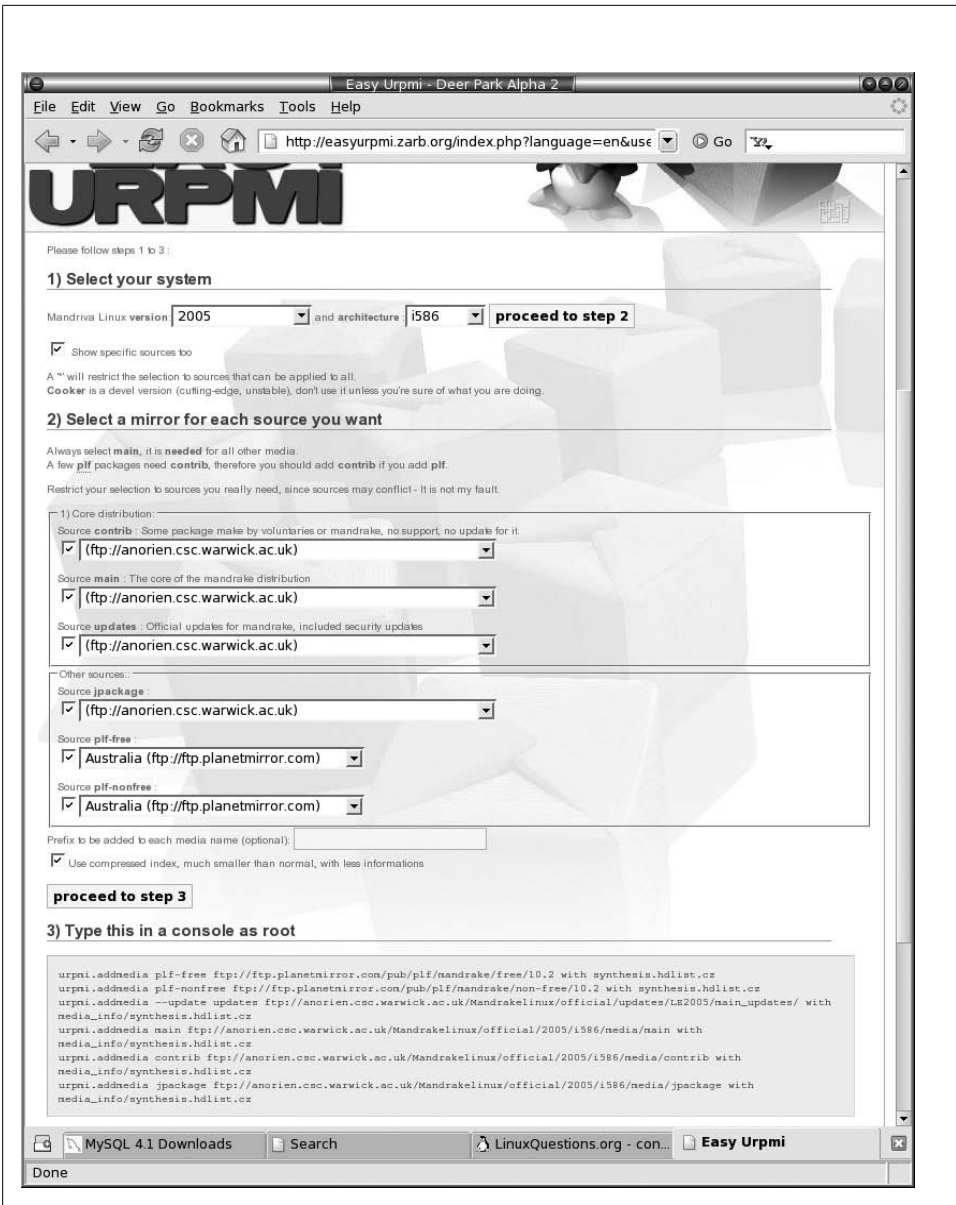 Easy Urpmi - Deer Park Alpha 2
File Edit View Go Bookmarks Tools Help
http://easyurpmi.zarb.org/index.php?language=en&use Go
URPMI
Please follow steps 1 to 3 :
1) Select your system
Mandriva Linux version: 2005 and architecture : i586 proceed to step 2
Show specific sources too
A '*' will restrict the selection to sources that can be applied to all.
Cooker is a devel version (cutting-edge, unstable), don't use it unless you're sure of what you are doing.
2) Select a mirror for each source you want
Always select main, it is needed for all other media.
A few plf packages need contrib, therefore you should add contrib if you add plf.
Restrict your selection to sources you really need, since sources may conflict - It is not my fault.
1) Core distribution:
Source contrib : Some package make by voluntaries or mandrake, no support, no update for it.
(ftp://anorien.csc.warwick.ac.uk)
Source main : The core of the mandrake distribution
(ftp://anorien.csc.warwick.ac.uk)
Source updates : Official updates for mandrake, included security updates
(ftp://anorien.csc.warwick.ac.uk)
Other sources::
Source jpackage :
(ftp://anorien.csc.warwick.ac.uk)
Source plf-free :
Australia (ftp://ftp.planetmirror.com)
Source plf-nonfree :
Australia (ftp://ftp.planetmirror.com)
Prefix to be added to each media name (optional):
Use compressed index, much smaller than normal, with less informations
proceed to step 3
3) Type this in a console as root
urpmi.addmedia plf-free ftp://ftp.planetmirror.com/pub/plf/mandrake/free/10.2 with synthesis.hdlist.cz
urpmi.addmedia plf-nonfree ftp://ftp.planetmirror.com/pub/plf/mandrake/non-free/10.2 with synthesis.hdlist.cz
urpmi.addmedia --update updates ftp://anorien.csc.warwick.ac.uk/Mandrakelinux/official/updates/LE2005/main_updates/ with
media_info/synthesis.hdlist.cz
urpmi.addmedia main ftp://anorien.csc.warwick.ac.uk/Mandrakelinux/official/2005/i586/media/main with
media_info/synthesis.hdlist.cz
urpmi.addmedia contrib ftp://anorien.csc.warwick.ac.uk/Mandrakelinux/official/2005/i586/media/contrib with
media_info/synthesis.hdlist.cz
urpmi.addmedia jpackage ftp://anorien.csc.warwick.ac.uk/Mandrakelinux/official/2005/i586/media/jpackage with
media_info/synthesis.hdlist.cz
MySQL 4.1 Downloads Search LinuxQuestions.org - con... Easy Urpmi
Done